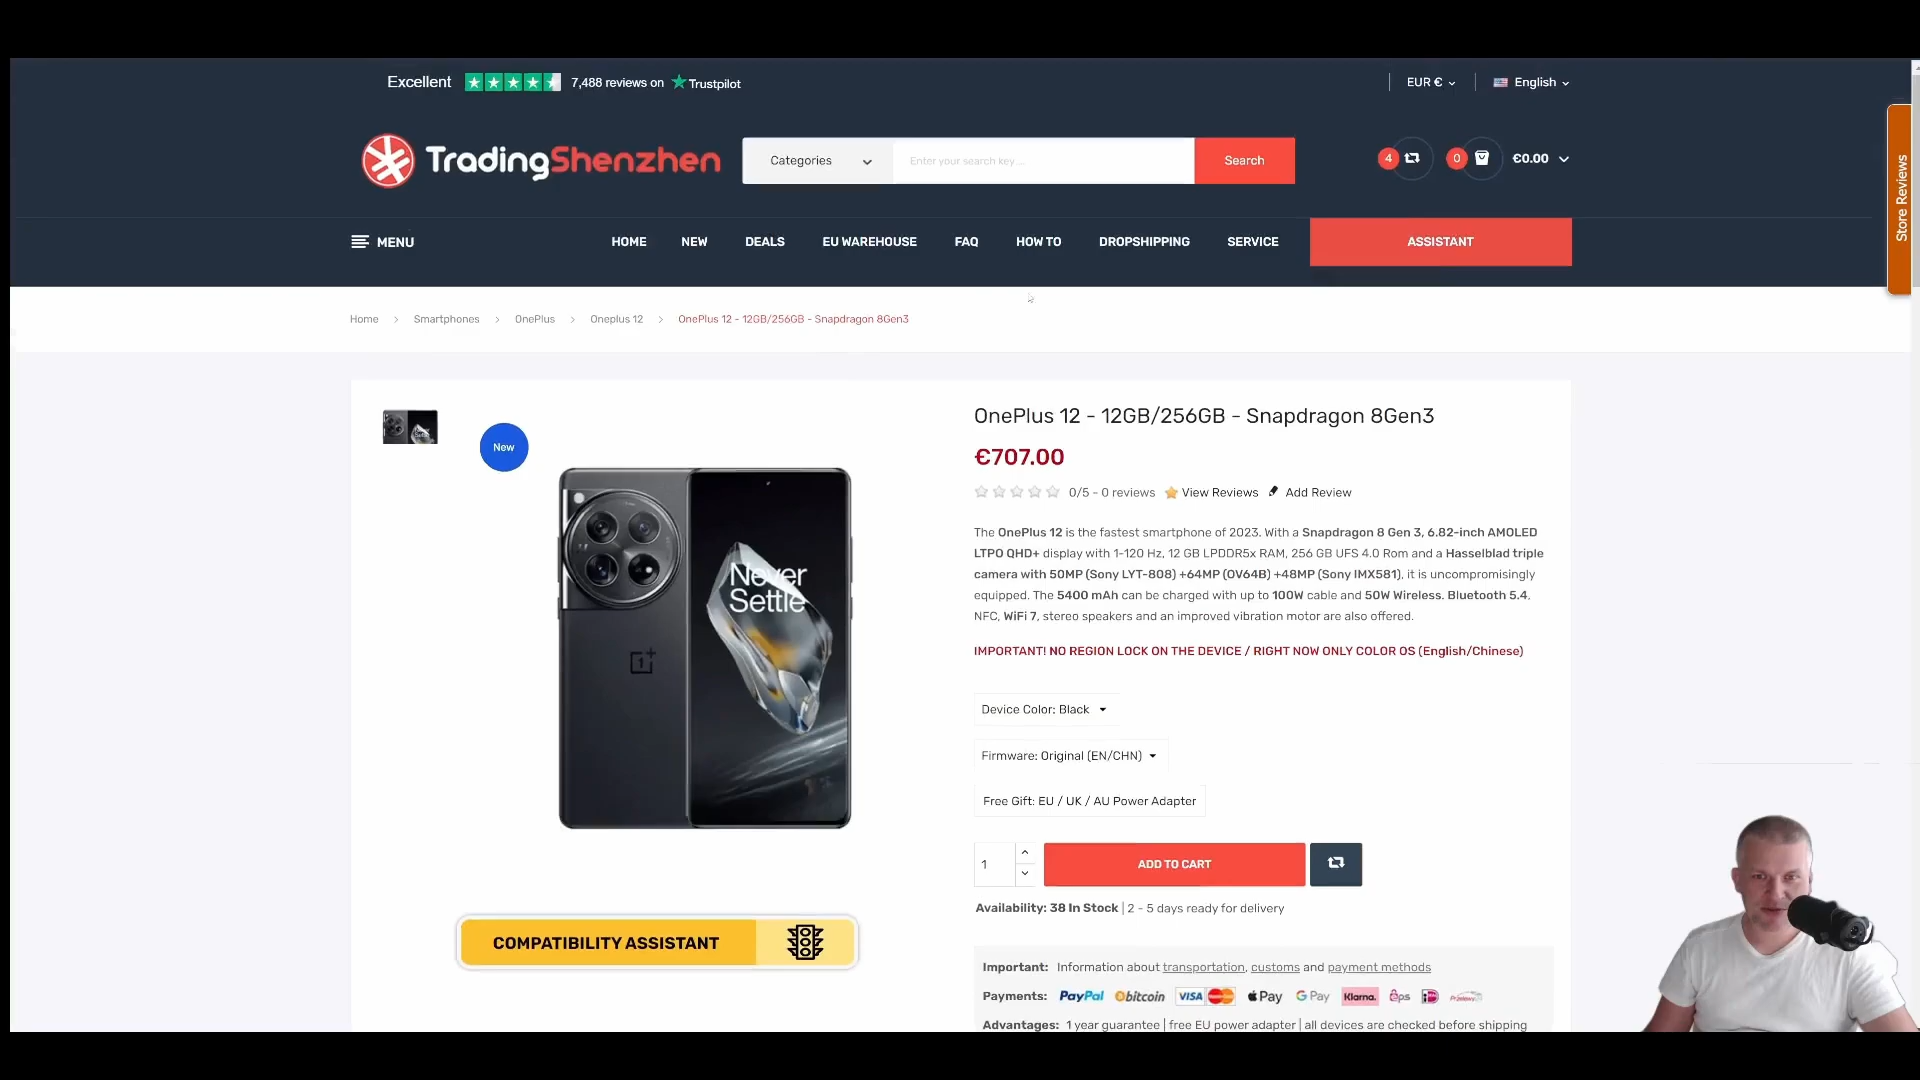 Excellent
7,488 reviews on
Trustpilot
EUR €
English
TradingShenzhen
Categories
Enter your search key ...
Search
4
0
€0.00
Store Reviews
MENU
HOME
NEW
DEALS
EU WAREHOUSE
FAQ
HOW TO
DROPSHIPPING
SERVICE
ASSISTANT
Home > Smartphones > OnePlus > Oneplus 12 > OnePlus 12 - 12GB/256GB - Snapdragon 8Gen3
New
Never
Settle
OnePlus 12 - 12GB/256GB - Snapdragon 8Gen3
€707.00
0/5 - 0 reviews View Reviews Add Review
The OnePlus 12 is the fastest smartphone of 2023. With a Snapdragon 8 Gen 3, 6.82-inch AMOLED
LTPO QHD+ display with 1-120 Hz, 12 GB LPDDR5x RAM, 256 GB UFS 4.0 Rom and a Hasselblad triple
camera with 50MP (Sony LYT-808) +64MP (OV64B) +48MP (Sony IMX581), it is uncompromisingly
equipped. The 5400 mAh can be charged with up to 100W cable and 50W Wireless. Bluetooth 5.4,
NFC, WiFi 7, stereo speakers and an improved vibration motor are also offered.
IMPORTANT! NO REGION LOCK ON THE DEVICE / RIGHT NOW ONLY COLOR OS (English/Chinese)
Device Color: Black
Firmware: Original (EN/CHN)
Free Gift: EU / UK / AU Power Adapter
1
ADD TO CART
Availability: 38 In Stock | 2 - 5 days ready for delivery
COMPATIBILITY ASSISTANT
Important: Information about transportation, customs and payment methods
Payments: PayPal bitcoin VISA Pay G Pay Klarna. eps iD
Advantages: 1 year guarantee | free EU power adapter | all devices are checked before shipping